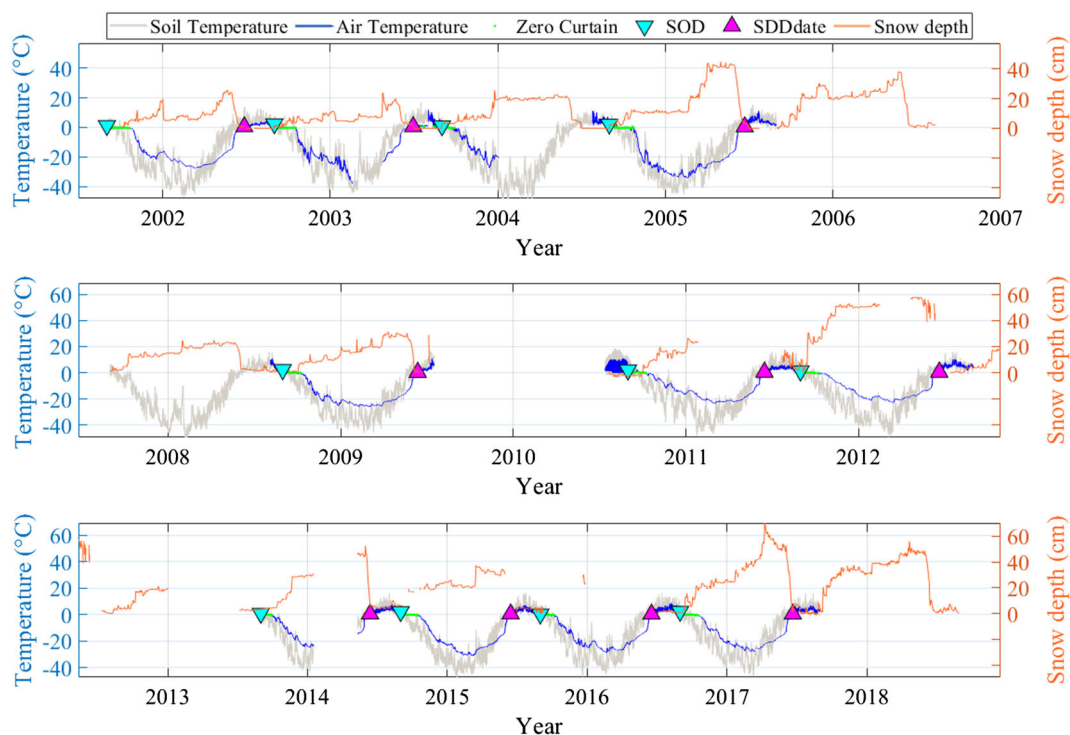 Soil Temperature Air Temperature Zero Curtain SOD SDDdate Snow depth
Temperature (°C)
40
20
0
-20
-40
Snow depth (cm)
40
20
0
2002 2003 2004 2005 2006 2007
Year
Temperature (°C)
60
40
20
0
-20
-40
Snow depth (cm)
60
40
20
0
2008 2009 2010 2011 2012
Year
Temperature (°C)
60
40
20
0
-20
-40
Snow depth (cm)
60
40
20
0
2013 2014 2015 2016 2017 2018
Year